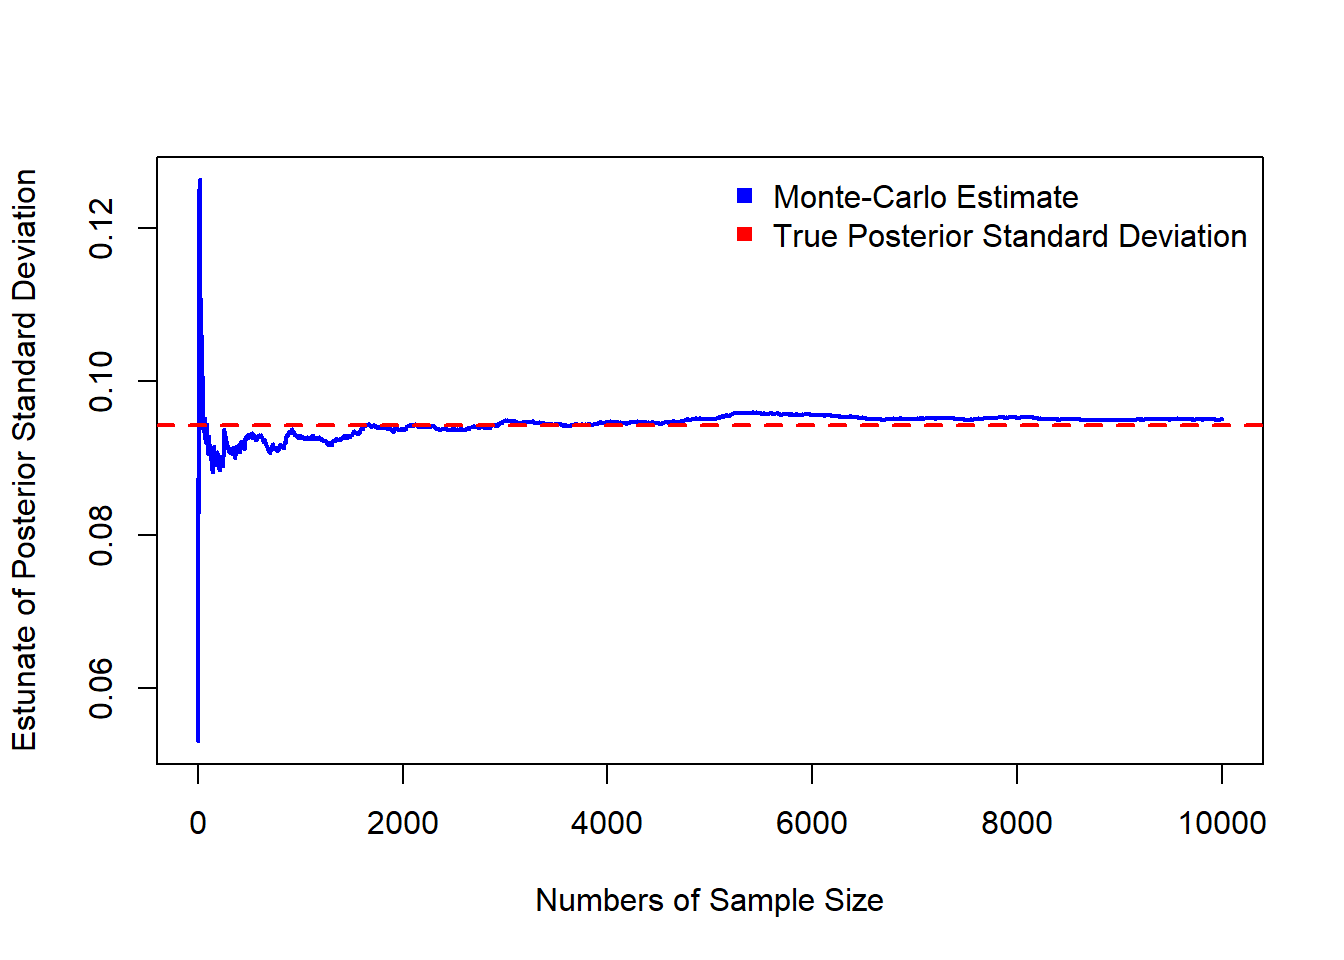 Monte-Carlo Estimate
True Posterior Standard Deviation
Estunate of Posterior Standard Deviation
0.12
0.10
0.08
0.06
0
2000
4000
6000
8000
10000
Numbers of Sample Size